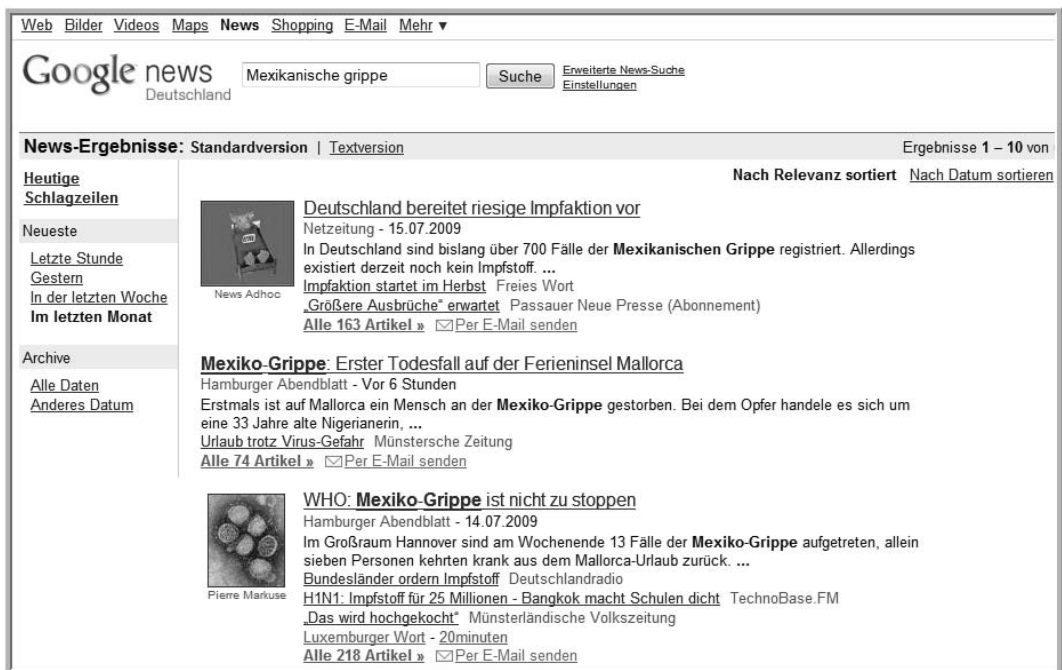 Web Bilder Videos Maps News Shopping E-Mail Mehr ▼
Google news
Deutschland
Mexikanische grippe
Suche
Erweiterte News-Suche
Einstellungen
News-Ergebnisse: Standardversion | Textversion
Ergebnisse 1 – 10 von
Heutige
Schlagzeilen
Neueste
Letzte Stunde
Gestern
In der letzten Woche
Im letzten Monat
Archive
Alle Daten
Anderes Datum
Nach Relevanz sortiert Nach Datum sortieren
News Adhoc
Deutschland bereitet riesige Impfaktion vor
Netzeitung - 15.07.2009
In Deutschland sind bislang über 700 Fälle der Mexikanischen Grippe registriert. Allerdings
existiert derzeit noch kein Impfstoff. ...
Impfaktion startet im Herbst Freies Wort
„Größere Ausbrüche“ erwartet Passauer Neue Presse (Abonnement)
Alle 163 Artikel » Per E-Mail senden
Mexiko-Grippe: Erster Todesfall auf der Ferieninsel Mallorca
Hamburger Abendblatt - Vor 6 Stunden
Erstmals ist auf Mallorca ein Mensch an der Mexiko-Grippe gestorben. Bei dem Opfer handele es sich um
eine 33 Jahre alte Nigerianerin, ...
Urlaub trotz Virus-Gefahr Münstersche Zeitung
Alle 74 Artikel » Per E-Mail senden
Pierre Markuse
WHO: Mexiko-Grippe ist nicht zu stoppen
Hamburger Abendblatt - 14.07.2009
Im Großraum Hannover sind am Wochenende 13 Fälle der Mexiko-Grippe aufgetreten, allein
sieben Personen kehrten krank aus dem Mallorca-Urlaub zurück. ...
Bundesländer ordern Impfstoff Deutschlandradio
H1N1: Impfstoff für 25 Millionen - Bangkok macht Schulen dicht TechnoBase.FM
„Das wird hochgekocht“ Münsterländische Volkszeitung
Luxemburger Wort - 20minuten
Alle 218 Artikel » Per E-Mail senden